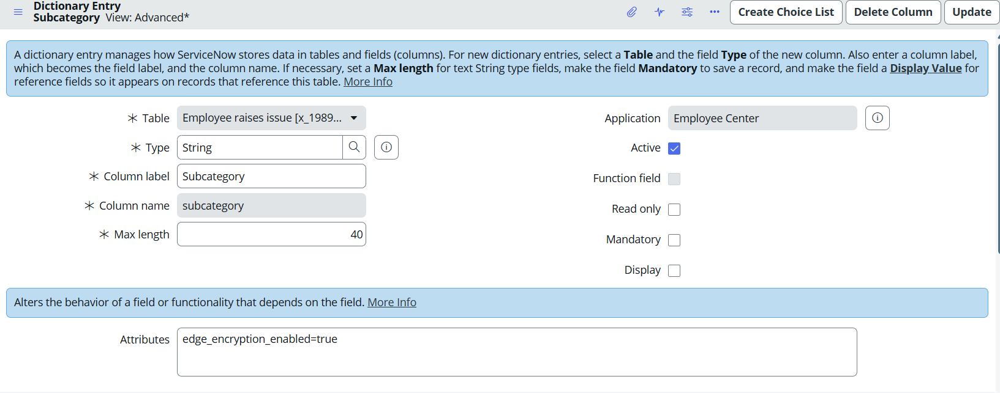 Dictionary Entry
Subcategory View: Advanced*
Create Choice List
Delete Column
Update
A dictionary entry manages how ServiceNow stores data in tables and fields (columns). For new dictionary entries, select a Table and the field Type of the new column. Also enter a column label,
which becomes the field label, and the column name. If necessary, set a Max length for text String type fields, make the field Mandatory to save a record, and make the field a Display Value for
reference fields so it appears on records that reference this table. More Info
Table Employee raises issue [x_1989...
Type String
Column label Subcategory
Column name subcategory
Max length 40
Application Employee Center
Active
Function field
Read only
Mandatory
Display
Alters the behavior of a field or functionality that depends on the field. More Info
Attributes edge_encryption_enabled=true